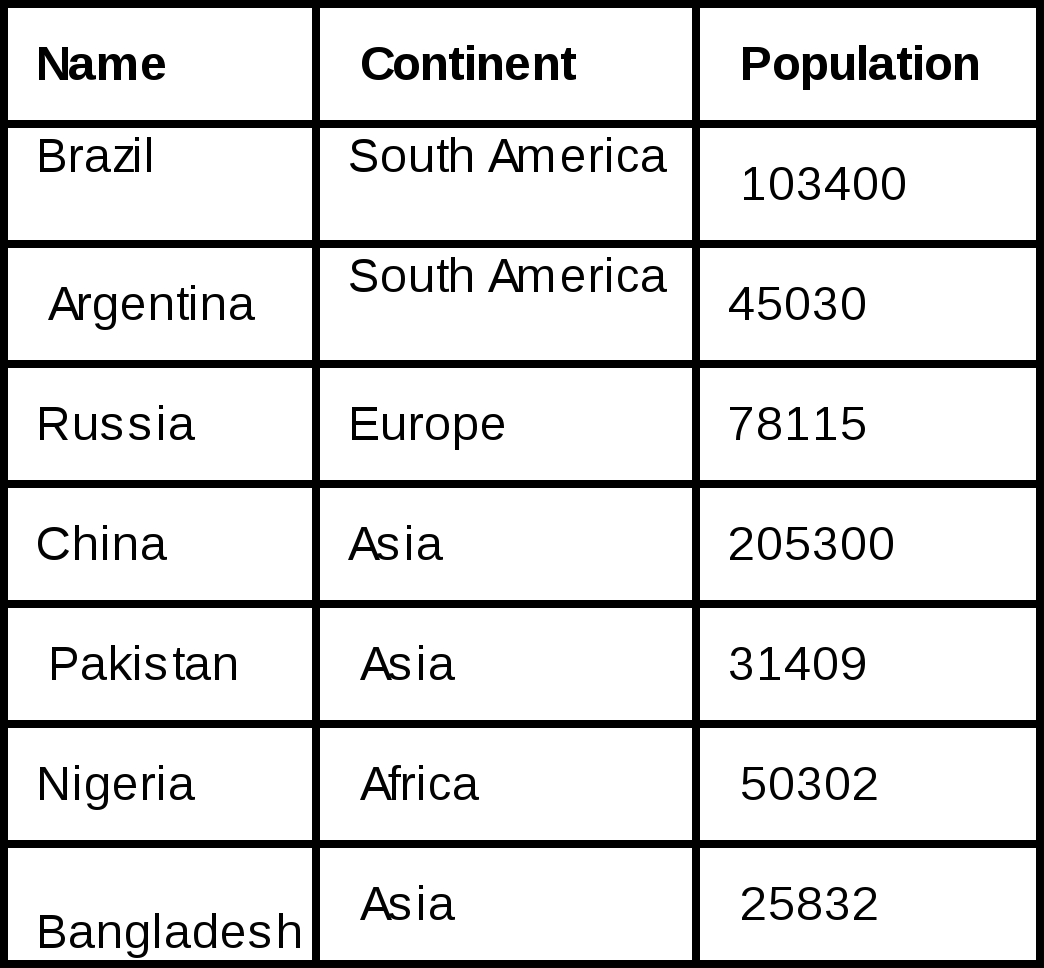 Name Continent Population
Brazil South America 103400
Argentina South America 45030
Russia Europe 78115
China Asia 205300
Pakistan Asia 31409
Nigeria Africa 50302
Bangladesh Asia 25832